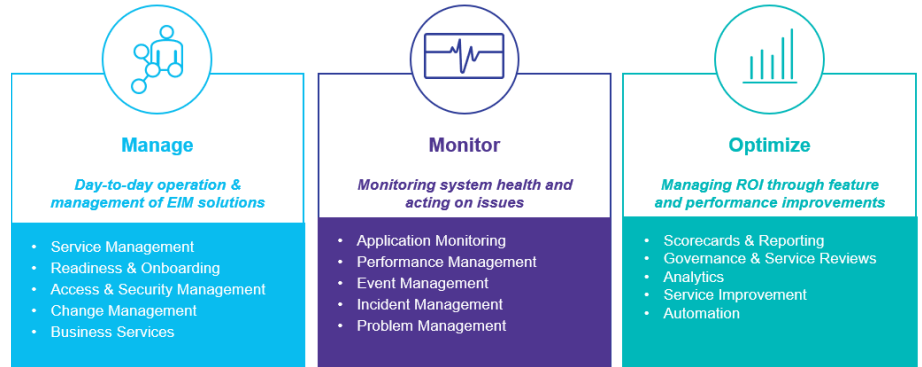 Manage
Day-to-day operation &
management of EIM solutions
• Service Management
• Readiness & Onboarding
• Access & Security Management
• Change Management
• Business Services
Monitor
Monitoring system health and
acting on issues
• Application Monitoring
• Performance Management
• Event Management
• Incident Management
• Problem Management
Optimize
Managing ROI through feature
and performance improvements
• Scorecards & Reporting
• Governance & Service Reviews
• Analytics
• Service Improvement
• Automation